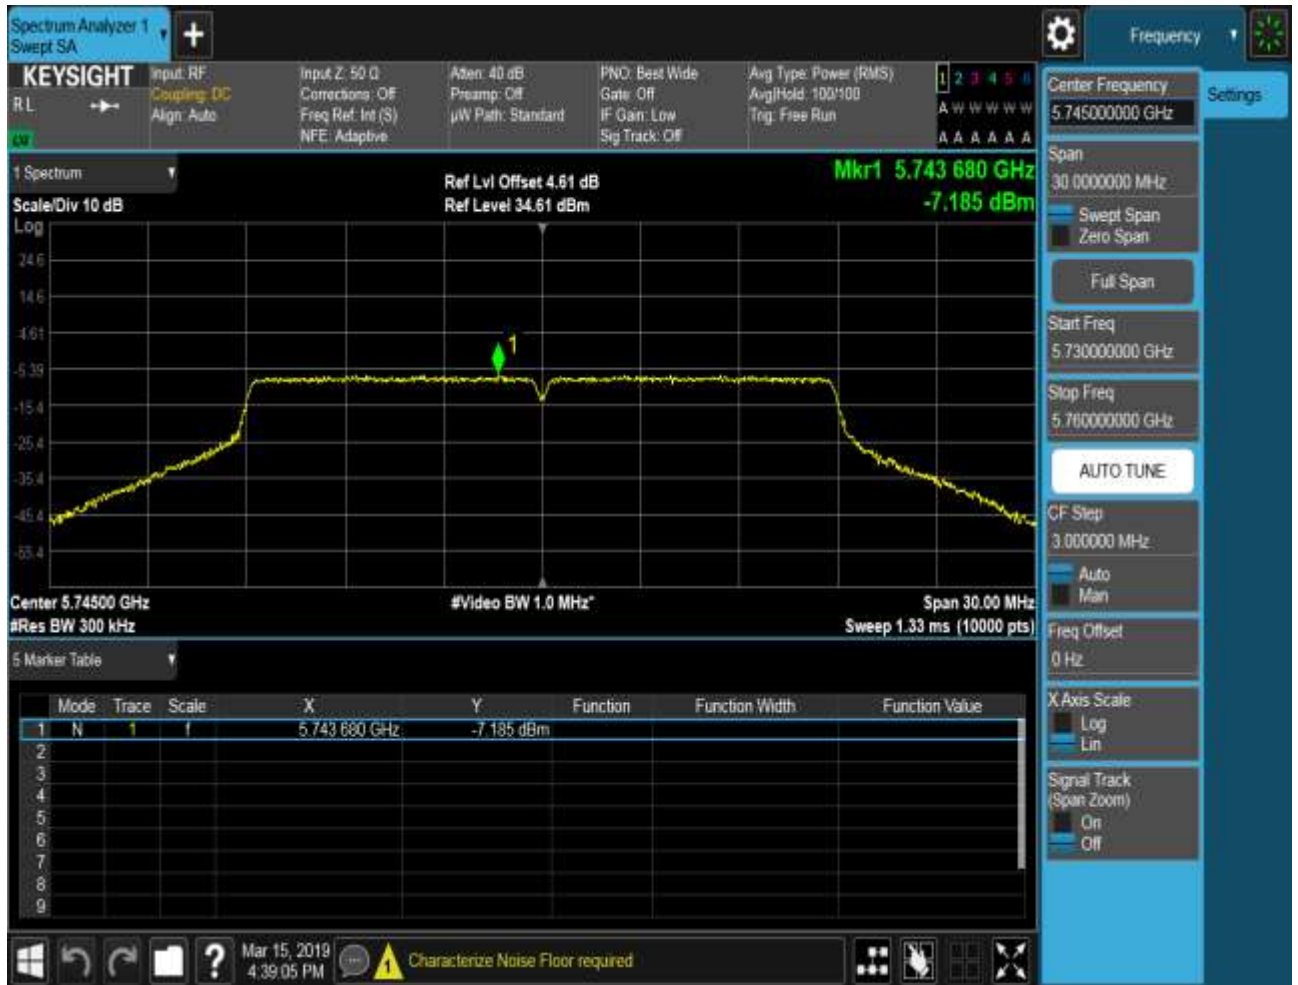 Spectrum Analyzer 1
Swept SA
+
Frequency
KEYSIGHT
RL
Input: RF
Coupling: DC
Align: Auto
Input Z: 50 Ω
Corrections: Off
Freq Ref: Int (S)
NFE: Adaptive
Atten: 40 dB
Preamp: Off
µW Path: Standard
PNO: Best Wide
Gate: Off
IF Gain: Low
Sig Track: Off
Avg Type: Power (RMS)
Avg|Hold: 100/100
Trig: Free Run
1 2 3 4 5 6
A W W W W W
A A A A A A
1 Spectrum
Scale/Div 10 dB
Ref Lvl Offset 4.61 dB
Ref Level 34.61 dBm
Mkr1 5.743 680 GHz
-7.185 dBm
Log
24.6
14.6
4.61
-5.39
-15.4
-25.4
-35.4
-45.4
-55.4
1
Center 5.74500 GHz
#Res BW 300 kHz
#Video BW 1.0 MHz*
Span 30.00 MHz
Sweep 1.33 ms (10000 pts)
5 Marker Table
Mode Trace Scale X Y Function Function Width Function Value
1 N 1 f 5.743 680 GHz -7.185 dBm
2
3
4
5
6
7
8
9
Mar 15, 2019
4:39:05 PM
?
1
Characterize Noise Floor required
Center Frequency
5.745000000 GHz
Settings
Span
30.0000000 MHz
Swept Span
Zero Span
Full Span
Start Freq
5.730000000 GHz
Stop Freq
5.760000000 GHz
AUTO TUNE
CF Step
3.000000 MHz
Auto
Man
Freq Offset
0 Hz
X Axis Scale
Log
Lin
Signal Track
(Span Zoom)
On
Off